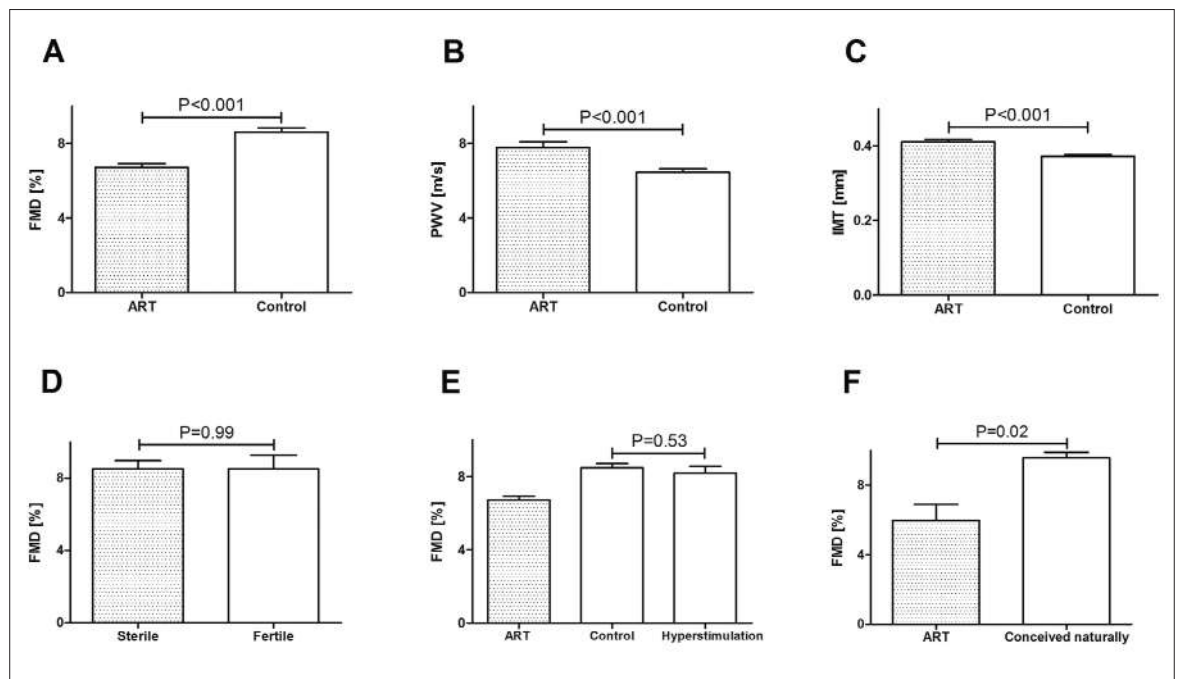 A
P<0.001
FMD [%]
8
4
0
ART Control
B
P<0.001
PWV [m/s]
8
4
0
ART Control
C
P<0.001
IMT [mm]
0.4
0.2
0.0
ART Control
D
P=0.99
FMD [%]
8
4
0
Sterile Fertile
E
P=0.53
FMD [%]
8
4
0
ART Control Hyperstimulation
F
P=0.02
FMD [%]
8
4
0
ART Conceived naturally